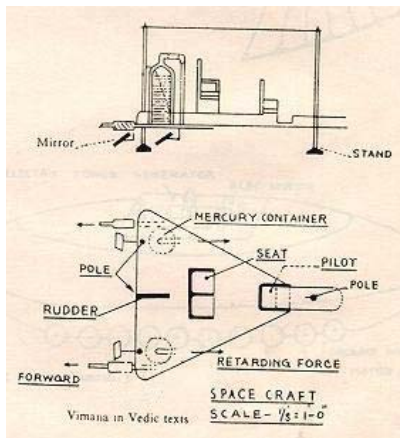 Mirror
STAND
MERCURY CONTAINER
SEAT
PILOT
POLE
POLE
RUDDER
FORWARD
RETARDING FORCE
SPACE CRAFT
SCALE - 1/5 = 1'-0"
Vimana in Vedic texts